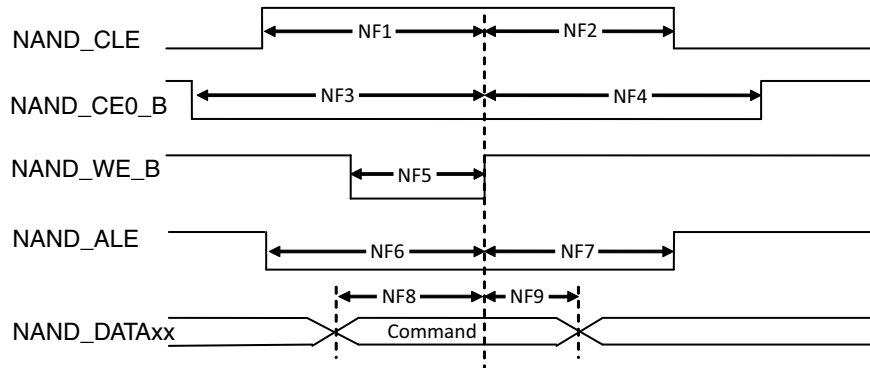 NAND_CLE
NF1
NF2
NAND_CE0_B
NF3
NF4
NAND_WE_B
NF5
NAND_ALE
NF6
NF7
NAND_DATAxx
NF8
NF9
Command